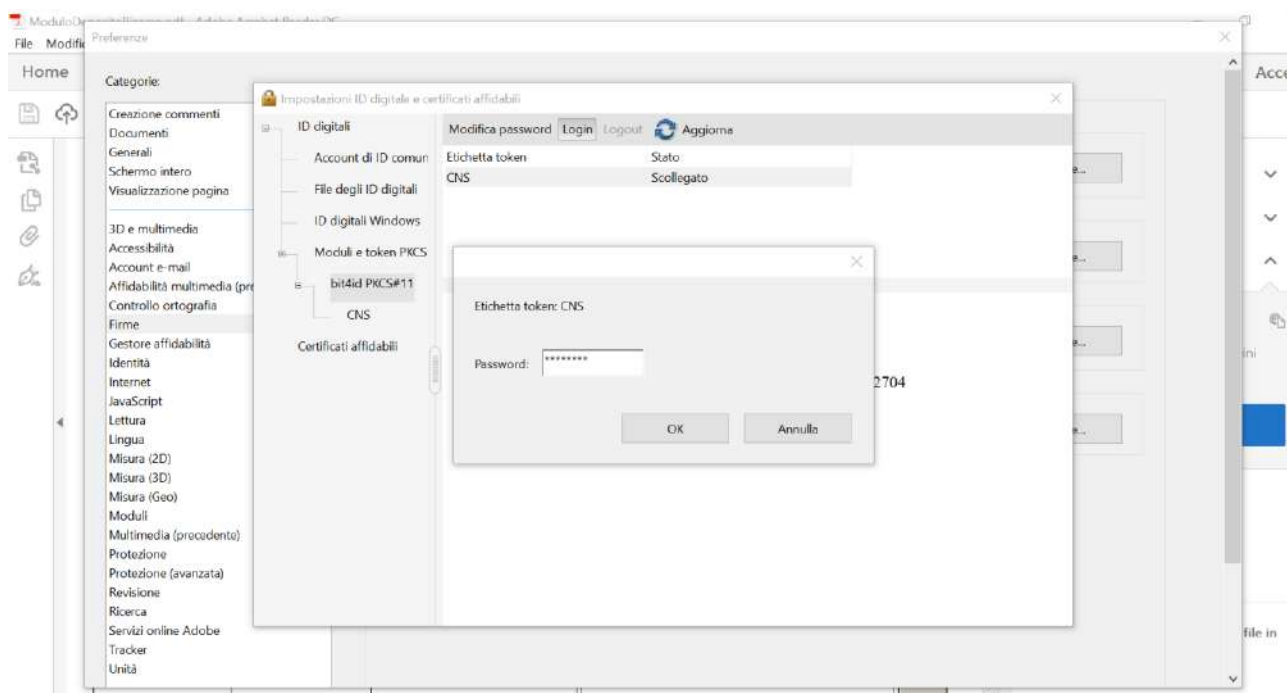 File Modific
Home
Acce
Preferenze
Categorie:
Creazione commenti
Documenti
Generali
Schermo intero
Visualizzazione pagina
3D e multimedia
Accessibilità
Account e-mail
Affidabilità multimedia (pre
Controllo ortografia
Firme
Gestore affidabilità
Identità
Internet
JavaScript
Lettura
Lingua
Misura (2D)
Misura (3D)
Misura (Geo)
Moduli
Multimedia (precedente)
Protezione
Protezione (avanzata)
Revisione
Ricerca
Servizi online Adobe
Tracker
Unità
Impostazioni ID digitale e certificati affidabili
ID digitali
Account di ID comun
File degli ID digitali
ID digitali Windows
Moduli e token PKCS
bit4id PKCS#11
CNS
Certificati affidabili
Modifica password Login Logout Aggiorna
Etichetta token Stato
CNS Scollegato
Etichetta token: CNS
Password: ********
OK Annulla
2704
e...
e...
e...
e...
ini
file in